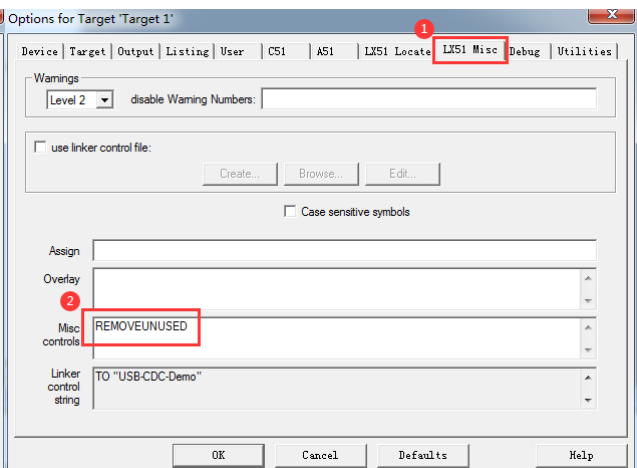 Options for Target 'Target 1'
1
Device Target Output Listing User C51 A51 LX51 Locate LX51 Misc Debug Utilities
Warnings
Level 2 disable Warning Numbers:
use linker control file:
Create... Browse... Edit...
Case sensitive symbols
Assign
Overlay
2
Misc controls REMOVEUNUSED
Linker control string TO "USB-CDC-Demo"
OK Cancel Defaults Help